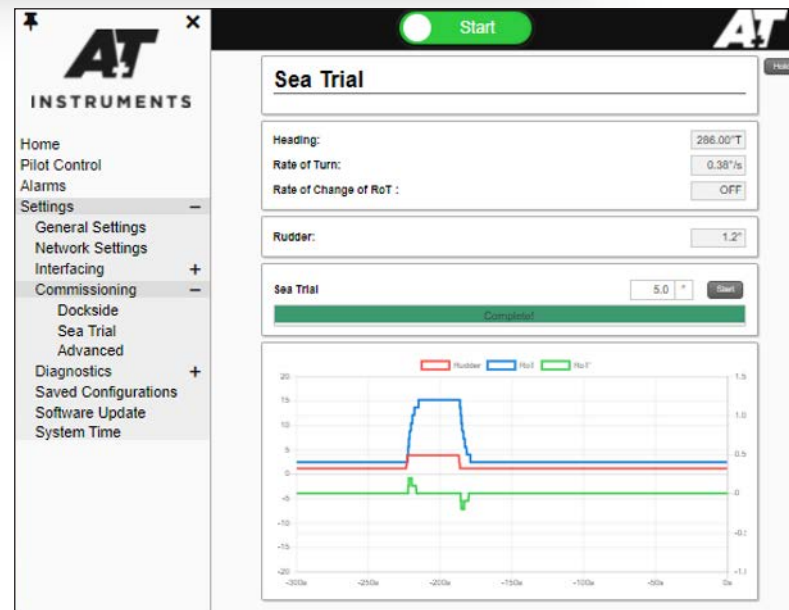 Start
A+T
INSTRUMENTS
Home
Pilot Control
Alarms
Settings
General Settings
Network Settings
Interfacing
Commissioning
Dockside
Sea Trial
Advanced
Diagnostics
Saved Configurations
Software Update
System Time
Sea Trial
Heading: 286.00°T
Rate of Turn: 0.38°/s
Rate of Change of RoT : OFF
Rudder: 1.2°
Sea Trial 5.0 ° Start
Complete!
Rudder RoT RoT'
20 1.5
15
1.0
10
5 0.5
0
-5 0
-10
-15
-20
-300s -250s -200s -150s -100s -50s 0s